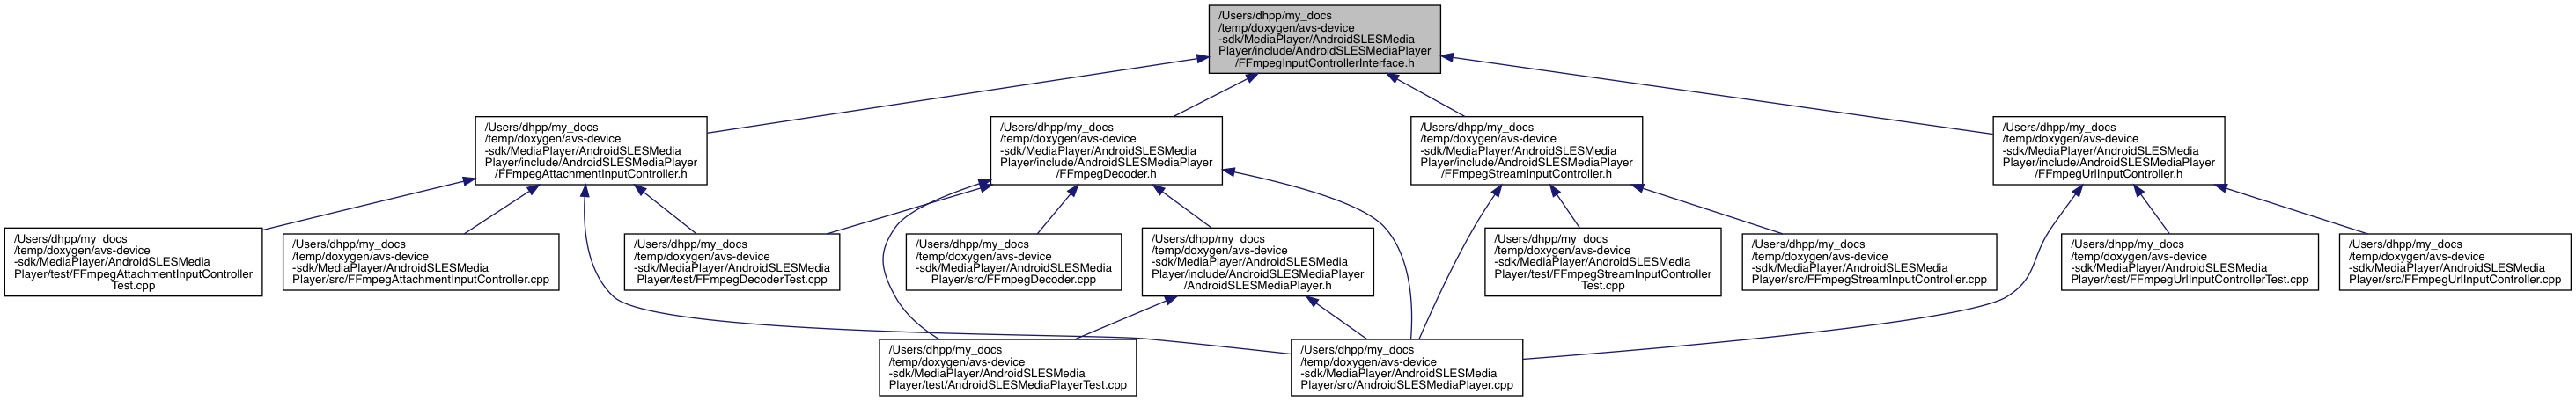 /Users/dhpp/my_docs
/temp/doxygen/avs-device
-sdk/MediaPlayer/AndroidSLESMedia
Player/include/AndroidSLESMediaPlayer
/FFmpegInputControllerInterface.h
/Users/dhpp/my_docs
/temp/doxygen/avs-device
-sdk/MediaPlayer/AndroidSLESMedia
Player/include/AndroidSLESMediaPlayer
/FFmpegAttachmentInputController.h
/Users/dhpp/my_docs
/temp/doxygen/avs-device
-sdk/MediaPlayer/AndroidSLESMedia
Player/include/AndroidSLESMediaPlayer
/FFmpegDecoder.h
/Users/dhpp/my_docs
/temp/doxygen/avs-device
-sdk/MediaPlayer/AndroidSLESMedia
Player/include/AndroidSLESMediaPlayer
/FFmpegStreamInputController.h
/Users/dhpp/my_docs
/temp/doxygen/avs-device
-sdk/MediaPlayer/AndroidSLESMedia
Player/include/AndroidSLESMediaPlayer
/FFmpegUrlInputController.h
/Users/dhpp/my_docs
/temp/doxygen/avs-device
-sdk/MediaPlayer/AndroidSLESMedia
Player/test/FFmpegAttachmentInputController
Test.cpp
/Users/dhpp/my_docs
/temp/doxygen/avs-device
-sdk/MediaPlayer/AndroidSLESMedia
Player/src/FFmpegAttachmentInputController.cpp
/Users/dhpp/my_docs
/temp/doxygen/avs-device
-sdk/MediaPlayer/AndroidSLESMedia
Player/test/FFmpegDecoderTest.cpp
/Users/dhpp/my_docs
/temp/doxygen/avs-device
-sdk/MediaPlayer/AndroidSLESMedia
Player/src/FFmpegDecoder.cpp
/Users/dhpp/my_docs
/temp/doxygen/avs-device
-sdk/MediaPlayer/AndroidSLESMedia
Player/include/AndroidSLESMediaPlayer
/AndroidSLESMediaPlayer.h
/Users/dhpp/my_docs
/temp/doxygen/avs-device
-sdk/MediaPlayer/AndroidSLESMedia
Player/test/FFmpegStreamInputController
Test.cpp
/Users/dhpp/my_docs
/temp/doxygen/avs-device
-sdk/MediaPlayer/AndroidSLESMedia
Player/src/FFmpegStreamInputController.cpp
/Users/dhpp/my_docs
/temp/doxygen/avs-device
-sdk/MediaPlayer/AndroidSLESMedia
Player/test/FFmpegUrlInputControllerTest.cpp
/Users/dhpp/my_docs
/temp/doxygen/avs-device
-sdk/MediaPlayer/AndroidSLESMedia
Player/src/FFmpegUrlInputController.cpp
/Users/dhpp/my_docs
/temp/doxygen/avs-device
-sdk/MediaPlayer/AndroidSLESMedia
Player/test/AndroidSLESMediaPlayerTest.cpp
/Users/dhpp/my_docs
/temp/doxygen/avs-device
-sdk/MediaPlayer/AndroidSLESMedia
Player/src/AndroidSLESMediaPlayer.cpp